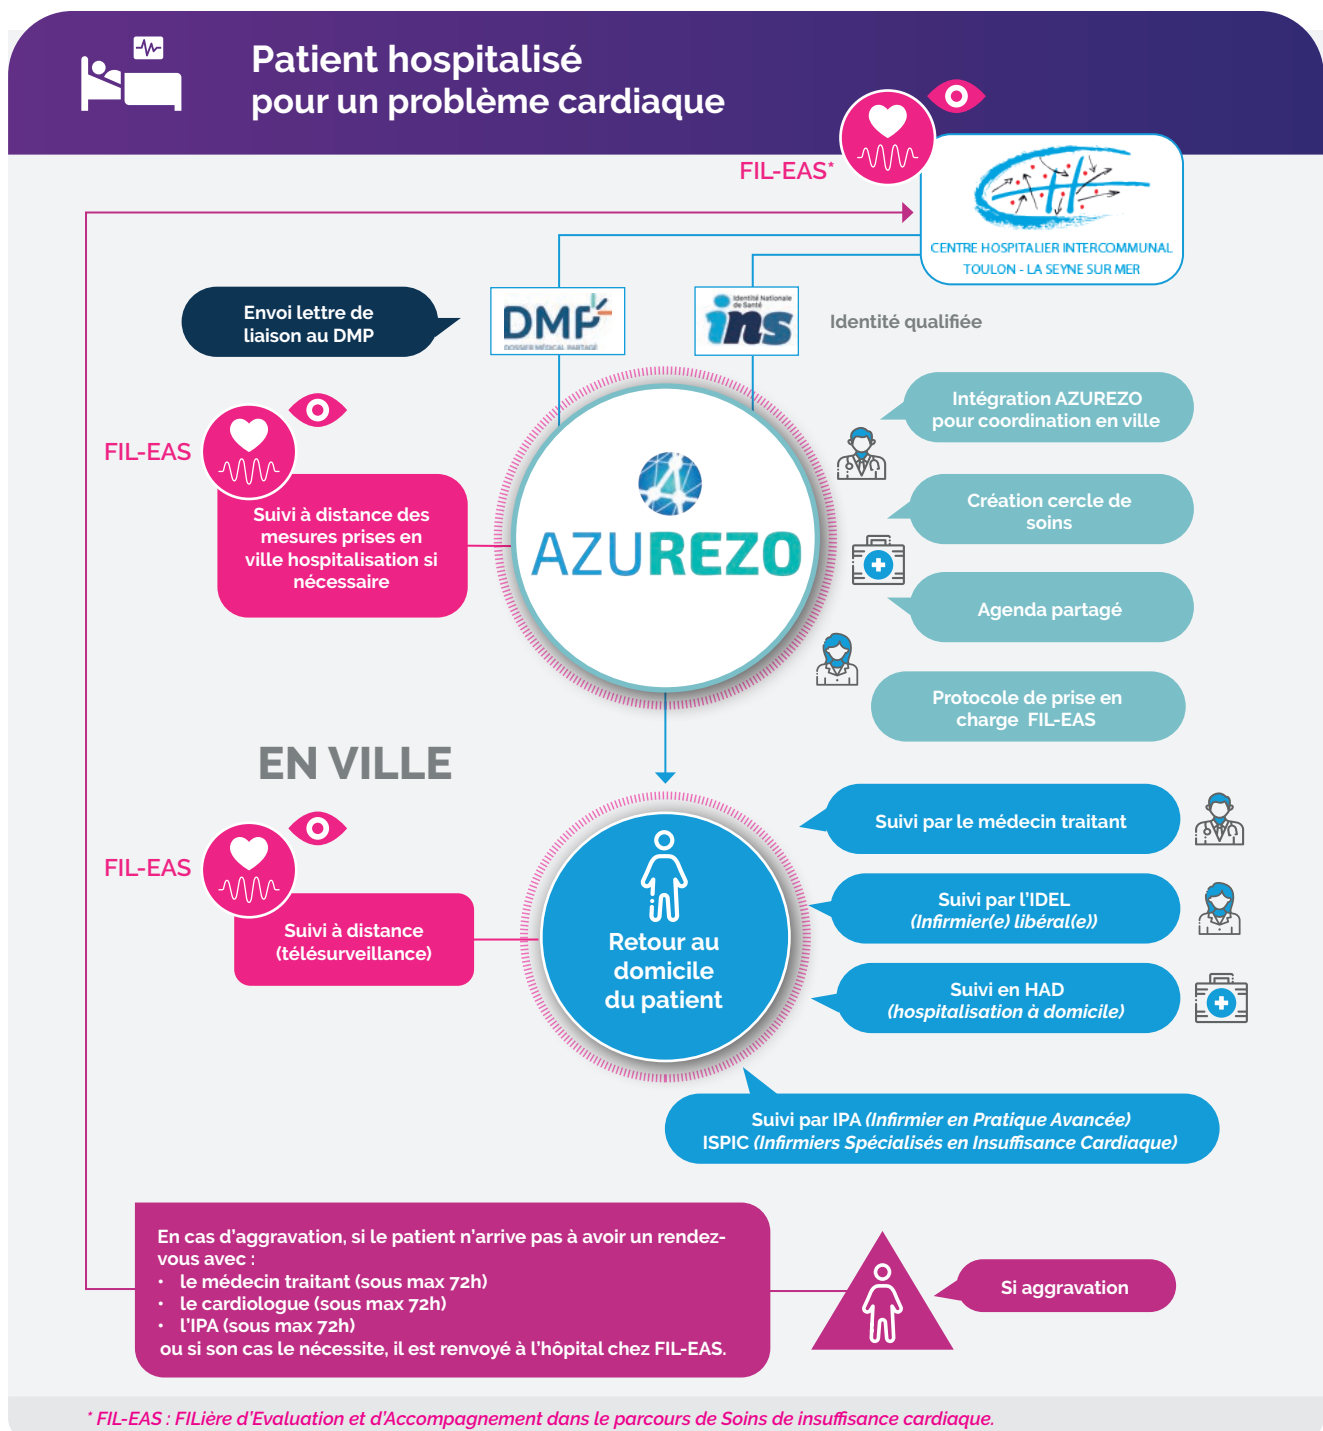 Patient hospitalisé
pour un problème cardiaque
FIL-EAS*
CENTRE HOSPITALIER INTERCOMMUNAL
TOULON - LA SEYNE SUR MER
Envoi lettre de
liaison au DMP
DMP
DOSSIER MÉDICAL PARTAGÉ
Identité Nationale
de Santé
ins
Identité qualifiée
Intégration AZUREZO
pour coordination en ville
FIL-EAS
Suivi à distance des
mesures prises en
ville hospitalisation si
nécessaire
AZUREZO
Création cercle de
soins
Agenda partagé
Protocole de prise en
charge FIL-EAS
EN VILLE
FIL-EAS
Suivi à distance
(télésurveillance)
Retour au
domicile
du patient
Suivi par le médecin traitant
Suivi par l'IDEL
(Infirmier(e) libéral(e))
Suivi en HAD
(hospitalisation à domicile)
Suivi par IPA (Infirmier en Pratique Avancée)
ISPIC (Infirmiers Spécialisés en Insuffisance Cardiaque)
En cas d'aggravation, si le patient n'arrive pas à avoir un rendez-
vous avec :
• le médecin traitant (sous max 72h)
• le cardiologue (sous max 72h)
• l'IPA (sous max 72h)
ou si son cas le nécessite, il est renvoyé à l'hôpital chez FIL-EAS.
Si aggravation
* FIL-EAS : FILière d'Evaluation et d'Accompagnement dans le parcours de Soins de insuffisance cardiaque.